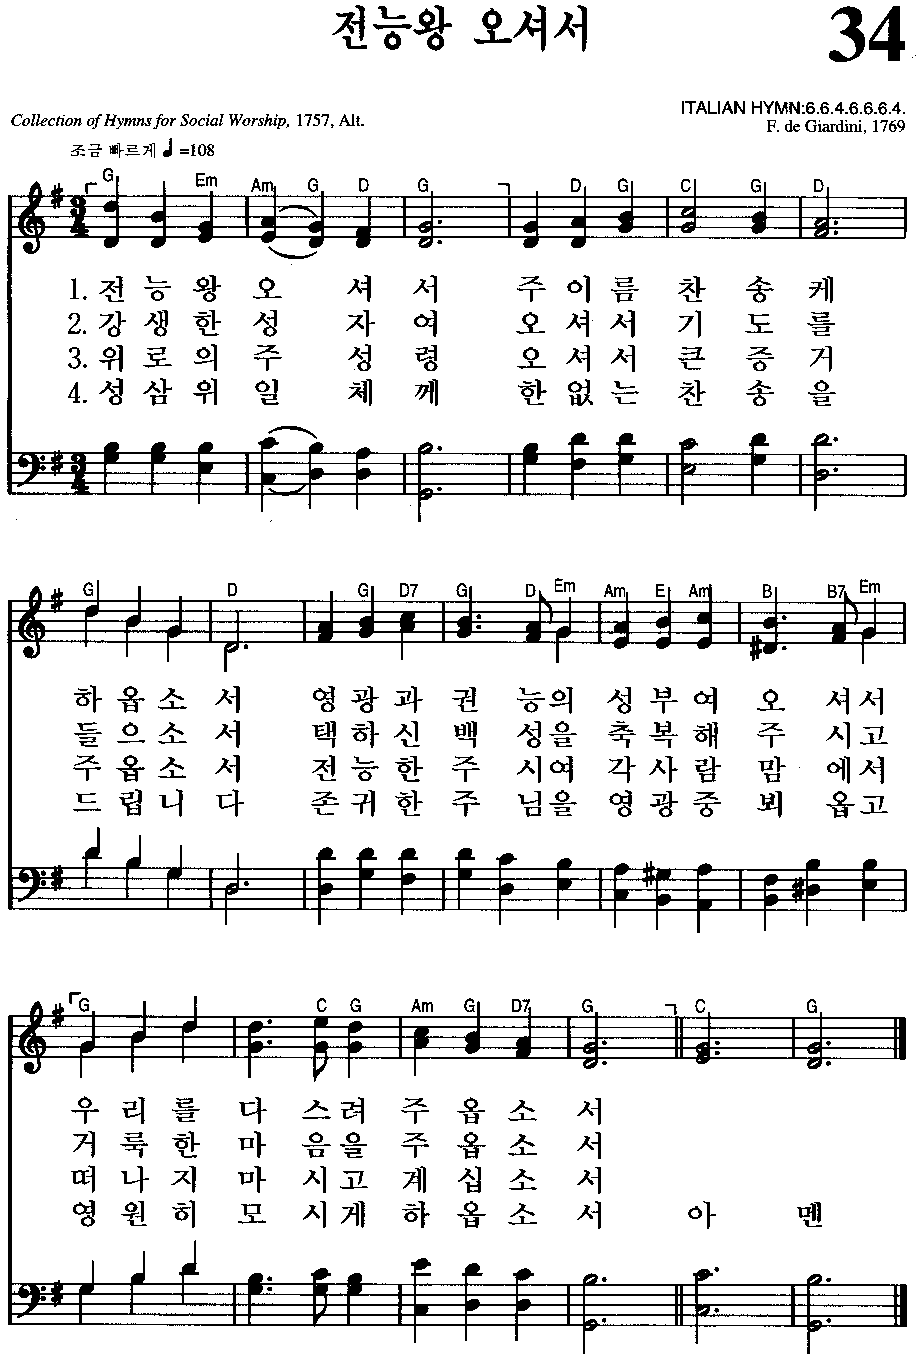 전능왕 오셔서
34
Collection of Hymns for Social Worship, 1757, Alt.
ITALIAN HYMN:6.6.4.6.6.6.4.
F. de Giardini, 1769
조금 빠르게 ♩=108
G Em Am G D G D G C G D
3/4
1. 전 능 왕 오 셔 서 주 이 름 찬 송 케
2. 강 생 한 성 자 여 오 셔 서 기 도 를
3. 위 로 의 주 성 령 오 셔 서 큰 증 거
4. 성 삼 위 일 체 께 한 없 는 찬 송 을
3/4
G D G D7 G D Em Am E Am B B7 Em
하 옵 소 서 영 광 과 권 능 의 성 부 여 오 셔 서
들 으 소 서 택 하 신 백 성 을 축 복 해 주 시 고
주 옵 소 서 전 능 한 주 시 여 각 사 람 맘 에 서
드 립 니 다 존 귀 한 주 님 을 영 광 중 뵈 옵 고
G C G Am G D7 G C G
우 리 를 다 스 려 주 옵 소 서
거 룩 한 마 음 을 주 옵 소 서
떠 나 지 마 시 고 계 십 소 서
영 원 히 모 시 게 하 옵 소 서 아 멘